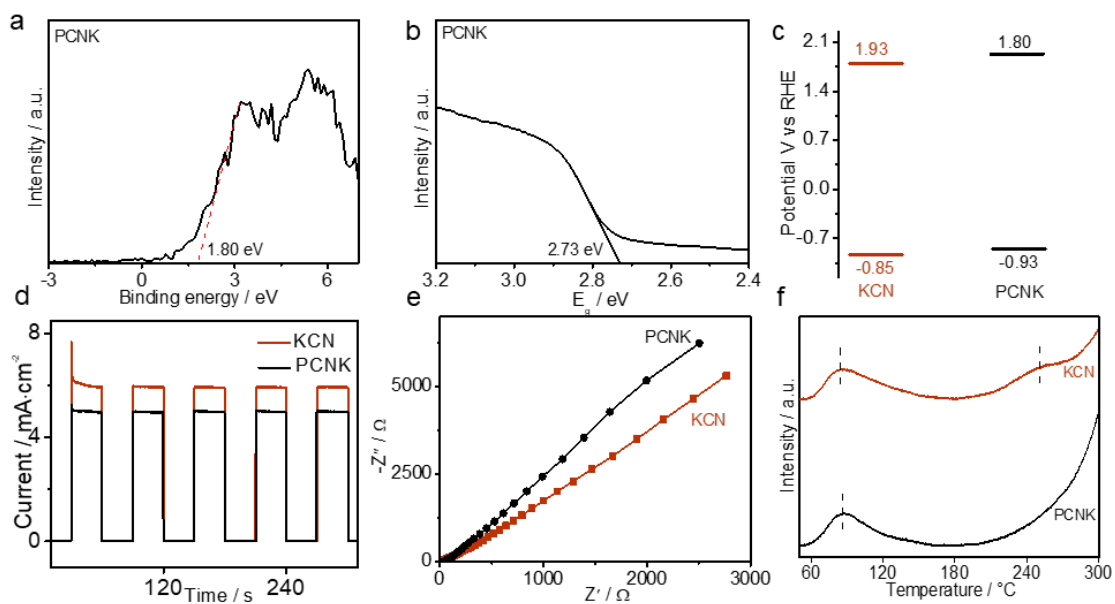 a
PCNK
Intensity / a.u.
1.80 eV
-3 0 3 6
Binding energy / eV
b
PCNK
Intensity / a.u.
2.73 eV
3.2 3.0 2.8 2.6 2.4
Eg / eV
c
Potential V vs RHE
2.1
1.4
0.7
0.0
-0.7
1.93
1.80
-0.85
-0.93
KCN
PCNK
d
Current / mA·cm-2
8
4
0
KCN
PCNK
120 240
Time / s
e
-Z″ / Ω
5000
2500
0
PCNK
KCN
0 1000 2000 3000
Z′ / Ω
f
Intensity / a.u.
KCN
PCNK
60 120 180 240 300
Temperature / °C